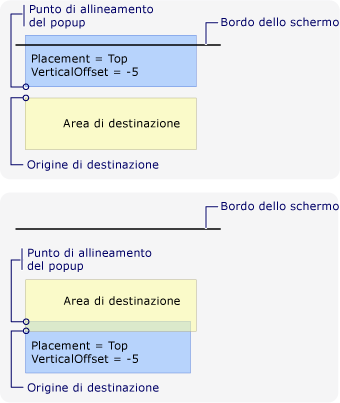 Punto di allineamento
del popup
Bordo dello schermo
Placement = Top
VerticalOffset = -5
Area di destinazione
Origine di destinazione
Bordo dello schermo
Punto di allineamento
del popup
Area di destinazione
Placement = Top
VerticalOffset = -5
Origine di destinazione